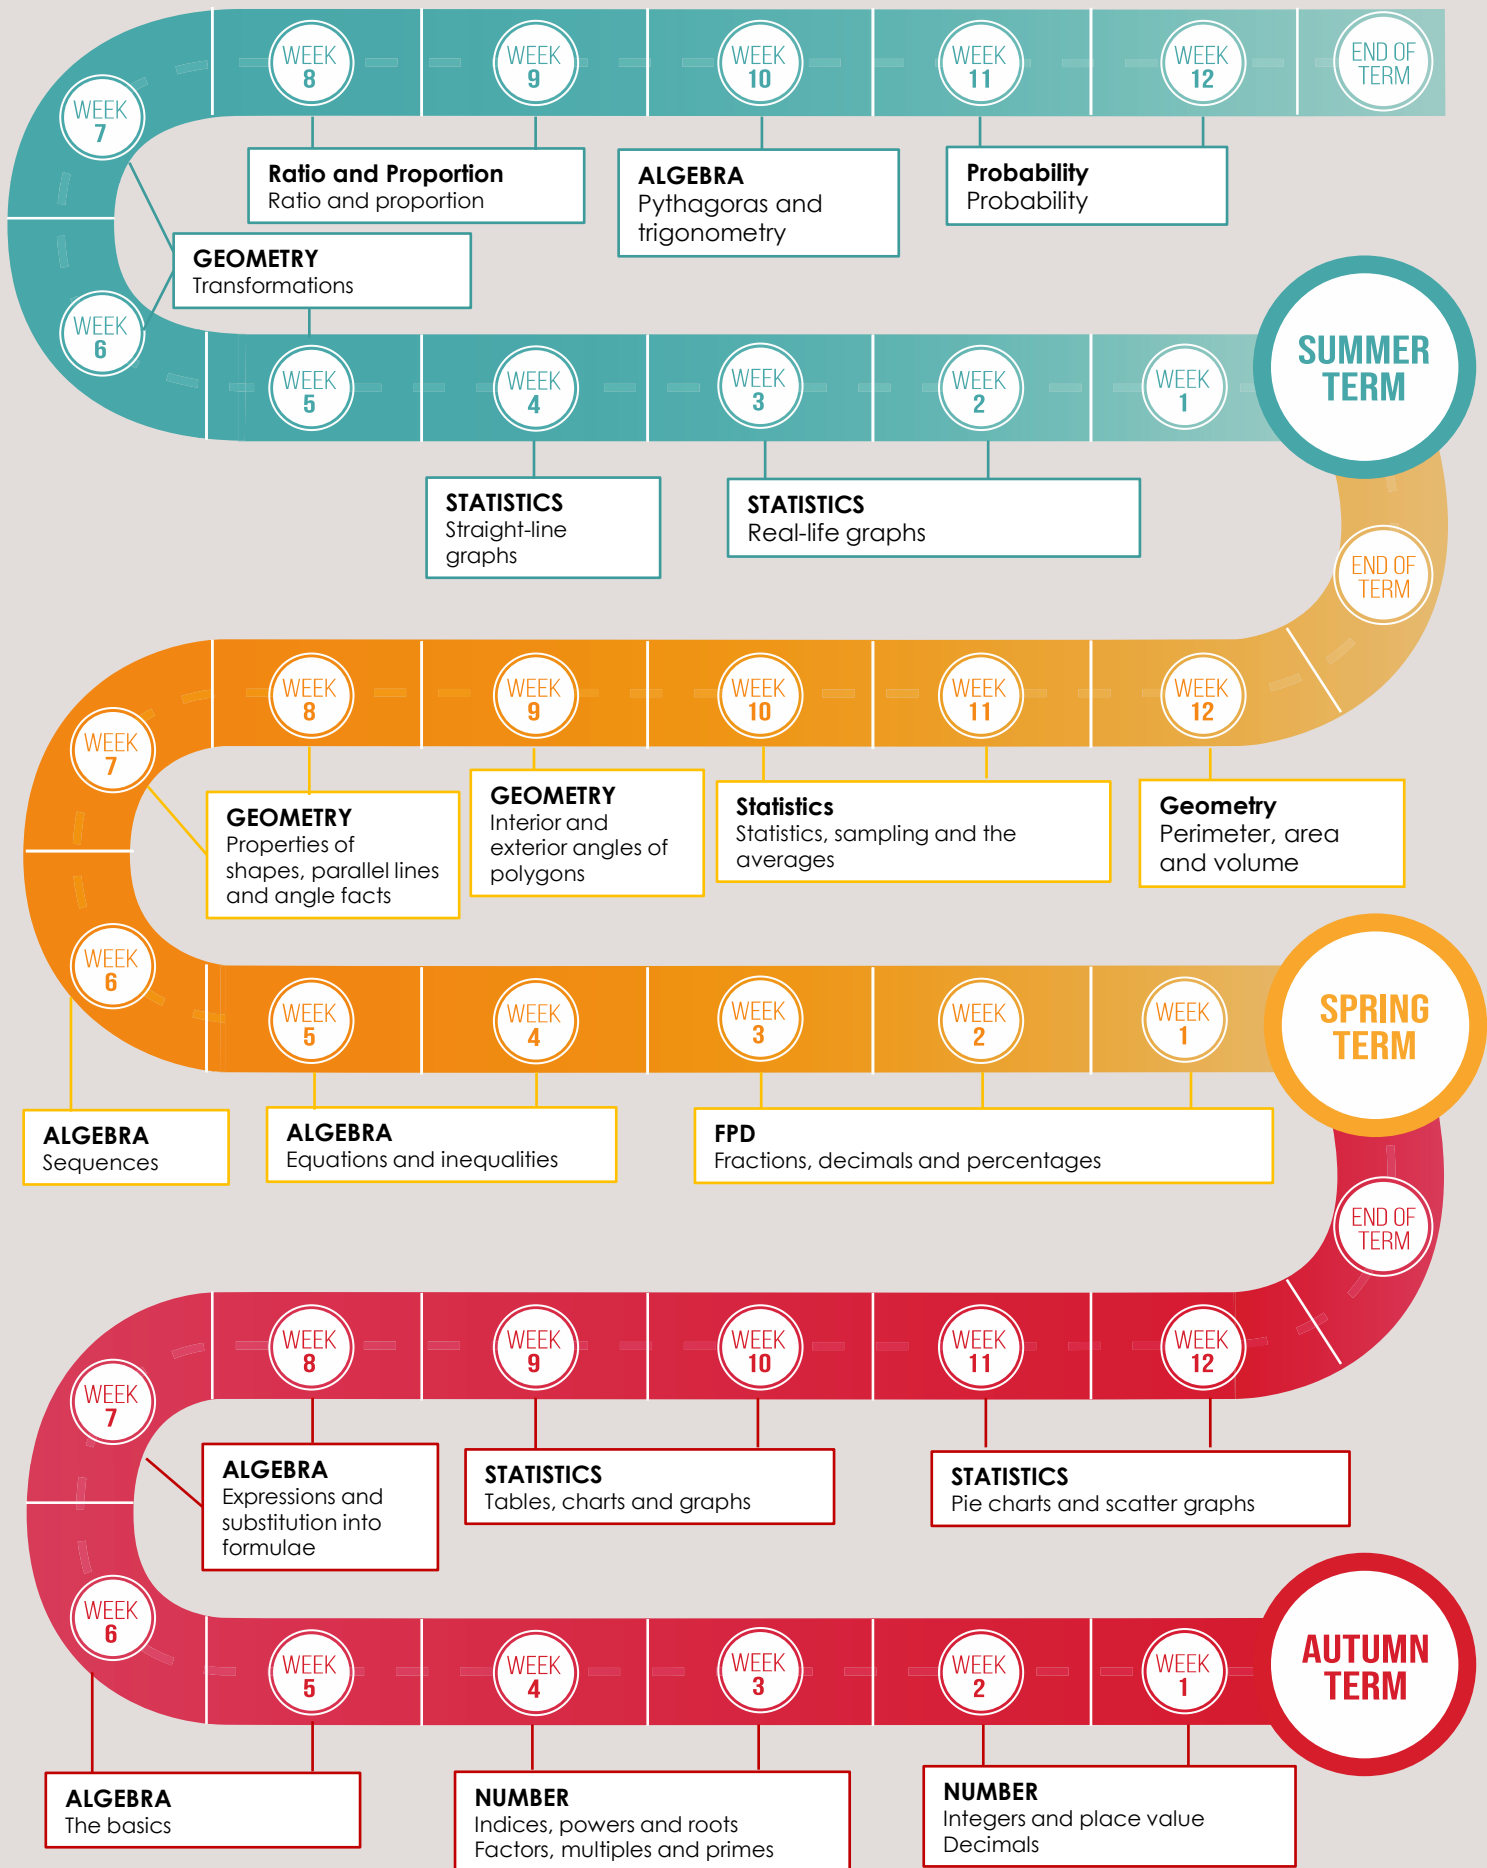 WEEK
8
WEEK
9
WEEK
10
WEEK
11
WEEK
12
END OF
TERM
WEEK
7
Ratio and Proportion
Ratio and proportion
ALGEBRA
Pythagoras and
trigonometry
Probability
Probability
GEOMETRY
Transformations
WEEK
6
WEEK
5
WEEK
4
WEEK
3
WEEK
2
WEEK
1
SUMMER
TERM
STATISTICS
Straight-line
graphs
STATISTICS
Real-life graphs
END OF
TERM
WEEK
7
WEEK
8
WEEK
9
WEEK
10
WEEK
11
WEEK
12
GEOMETRY
Properties of
shapes, parallel lines
and angle facts
GEOMETRY
Interior and
exterior angles of
polygons
Statistics
Statistics, sampling and the
averages
Geometry
Perimeter, area
and volume
WEEK
6
WEEK
5
WEEK
4
WEEK
3
WEEK
2
WEEK
1
SPRING
TERM
ALGEBRA
Sequences
ALGEBRA
Equations and inequalities
FPD
Fractions, decimals and percentages
END OF
TERM
WEEK
7
WEEK
8
WEEK
9
WEEK
10
WEEK
11
WEEK
12
ALGEBRA
Expressions and
substitution into
formulae
STATISTICS
Tables, charts and graphs
STATISTICS
Pie charts and scatter graphs
WEEK
6
WEEK
5
WEEK
4
WEEK
3
WEEK
2
WEEK
1
AUTUMN
TERM
ALGEBRA
The basics
NUMBER
Indices, powers and roots
Factors, multiples and primes
NUMBER
Integers and place value
Decimals